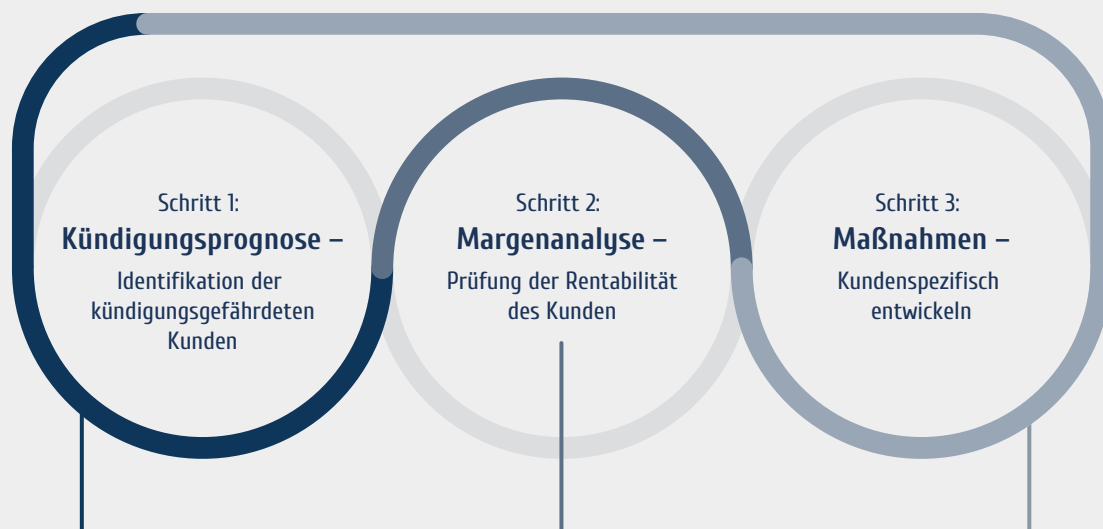 Schritt 1:
Kündigungsprognose –
Identifikation der
kündigungsgefährdeten
Kunden
Schritt 2:
Margenanalyse –
Prüfung der Rentabilität
des Kunden
Schritt 3:
Maßnahmen –
Kundenspezifisch
entwickeln